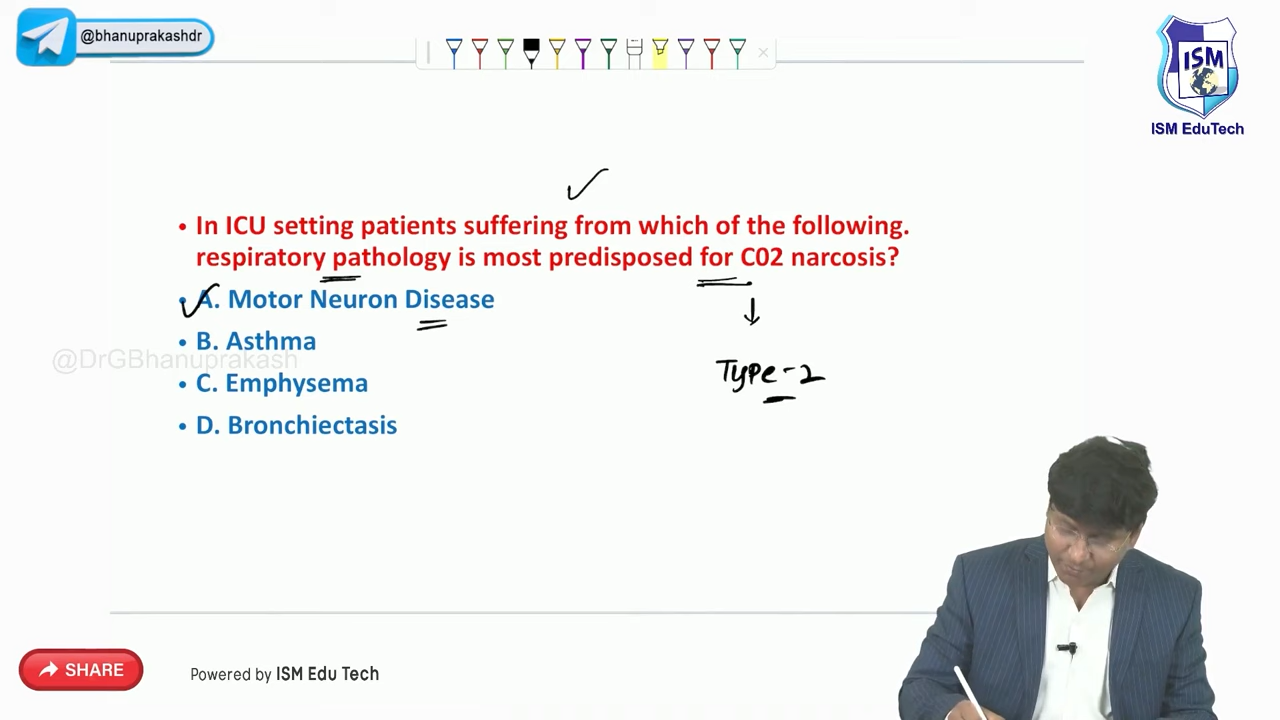 @bhanuprakashdr
ISM
ISM EduTech
• In ICU setting patients suffering from which of the following.
respiratory pathology is most predisposed for C02 narcosis?
• A. Motor Neuron Disease
• B. Asthma
@DrGBhanuprakash
• C. Emphysema
Type-2
• D. Bronchiectasis
SHARE
Powered by ISM Edu Tech